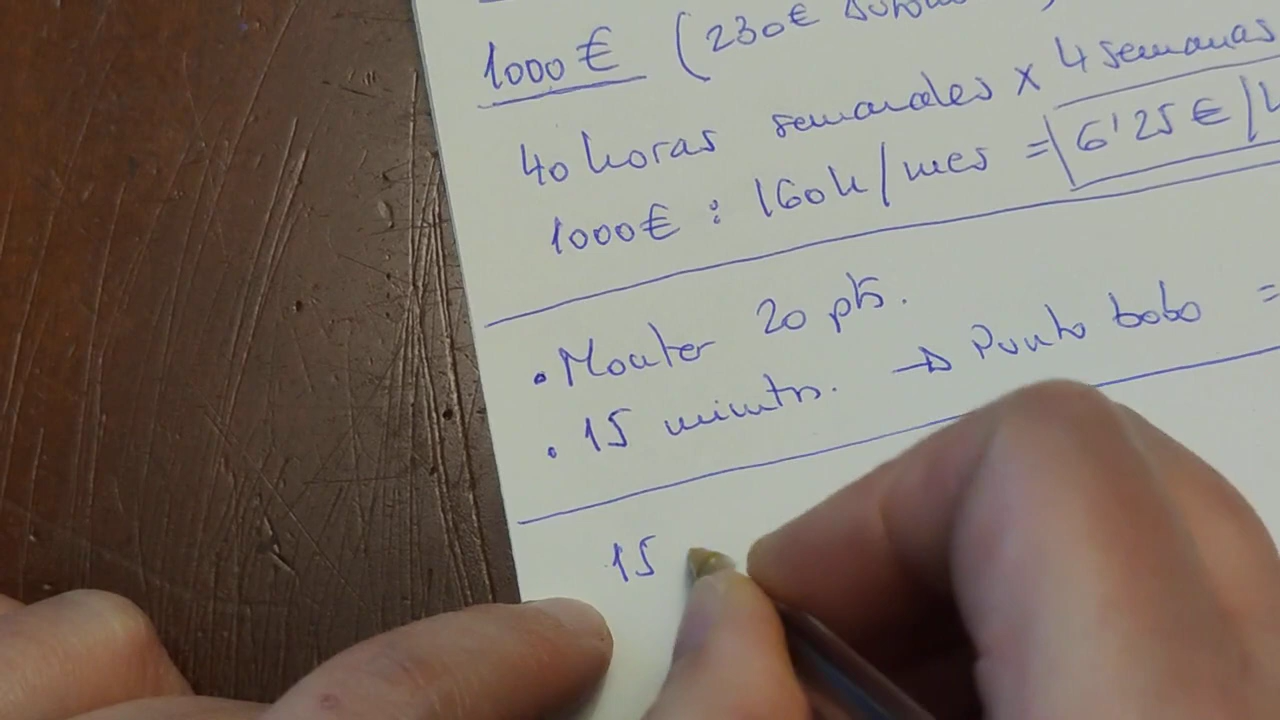 1000 € (230€
40 horas semanales x 4 semanas
1000€ : 160h/mes = 6'25 €/h
• Montar 20 pts.
• 15 minutos. → Punto bobo =
15